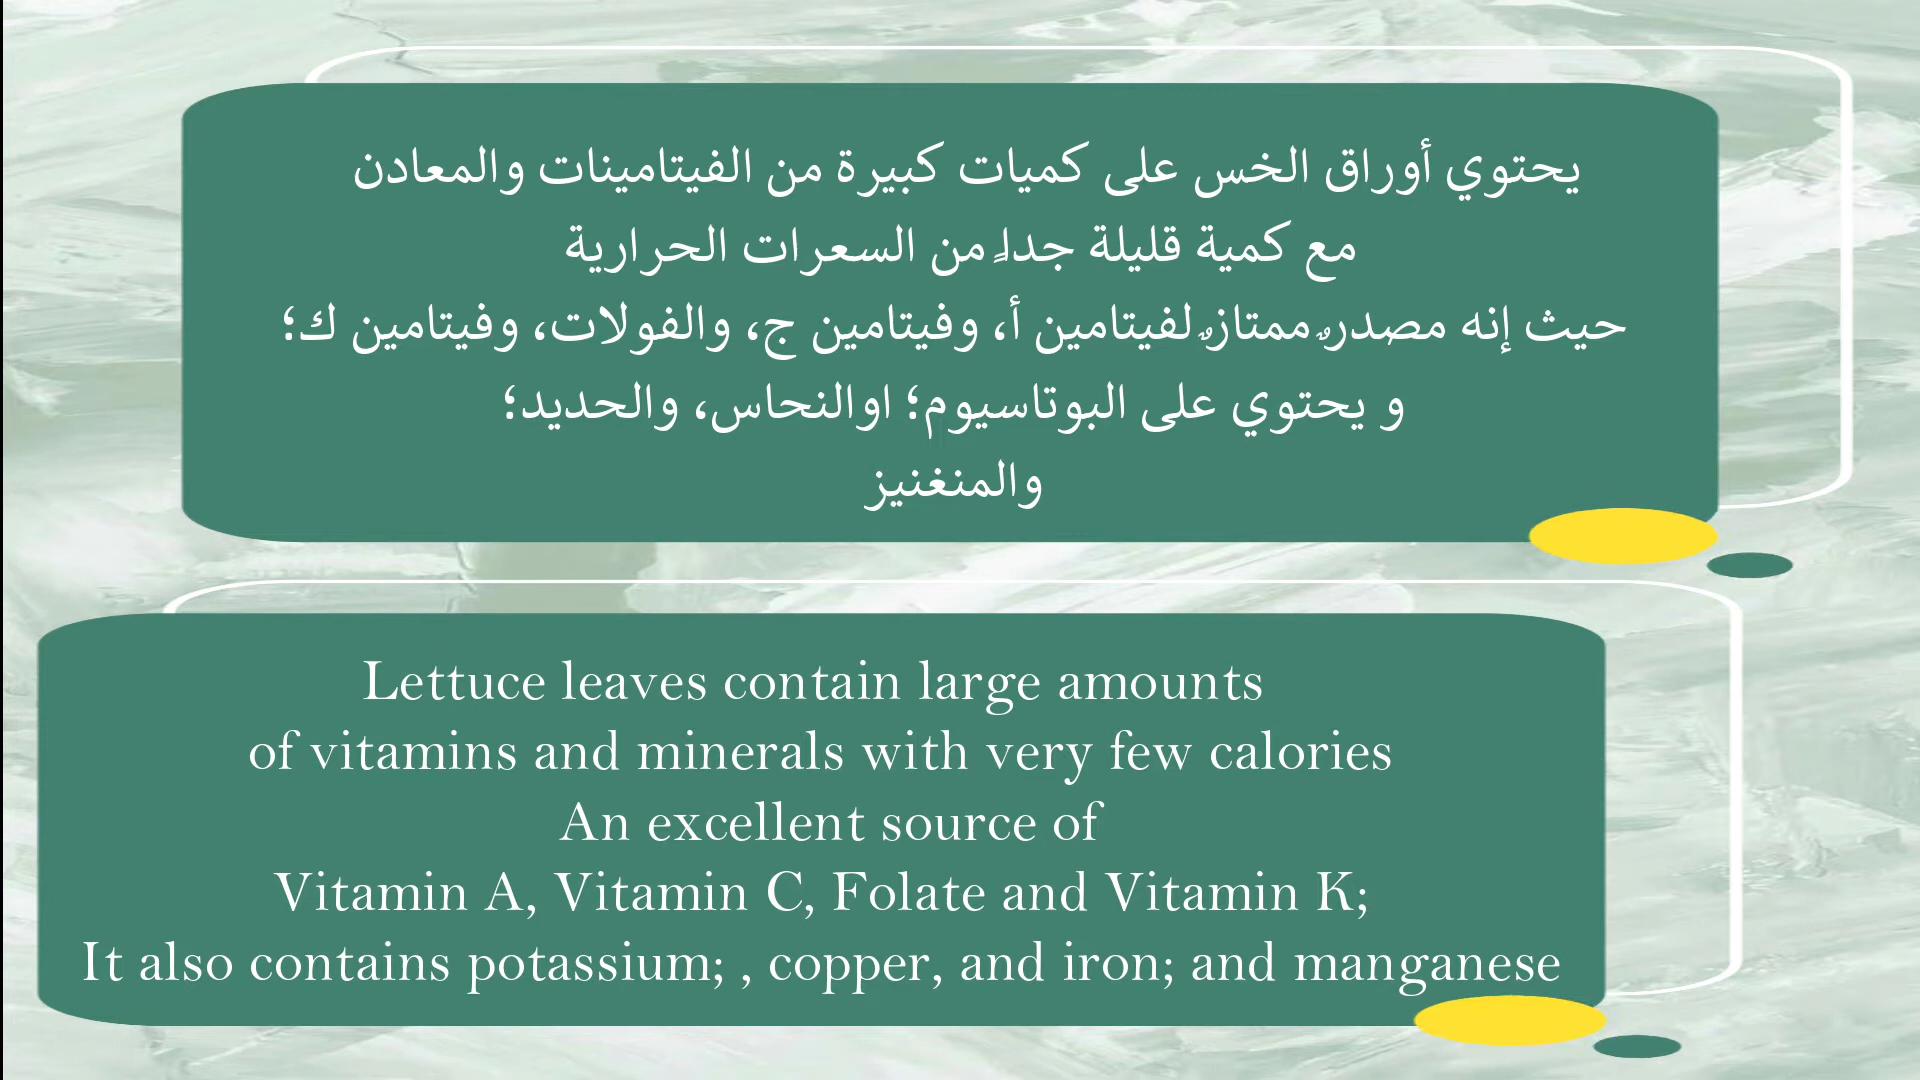 يحتوي أوراق الخس على كميات كبيرة من الفيتامينات والمعادن
مع كمية قليلة جداٍ من السعرات الحرارية
حيث إنه مصدرٌ ممتازٌ لفيتامين أ، وفيتامين ج، والفولات، وفيتامين ك؛
و يحتوي على البوتاسيوم؛ اوالنحاس، والحديد؛
والمنغنيز
Lettuce leaves contain large amounts
of vitamins and minerals with very few calories
An excellent source of
Vitamin A, Vitamin C, Folate and Vitamin K;
It also contains potassium; , copper, and iron; and manganese